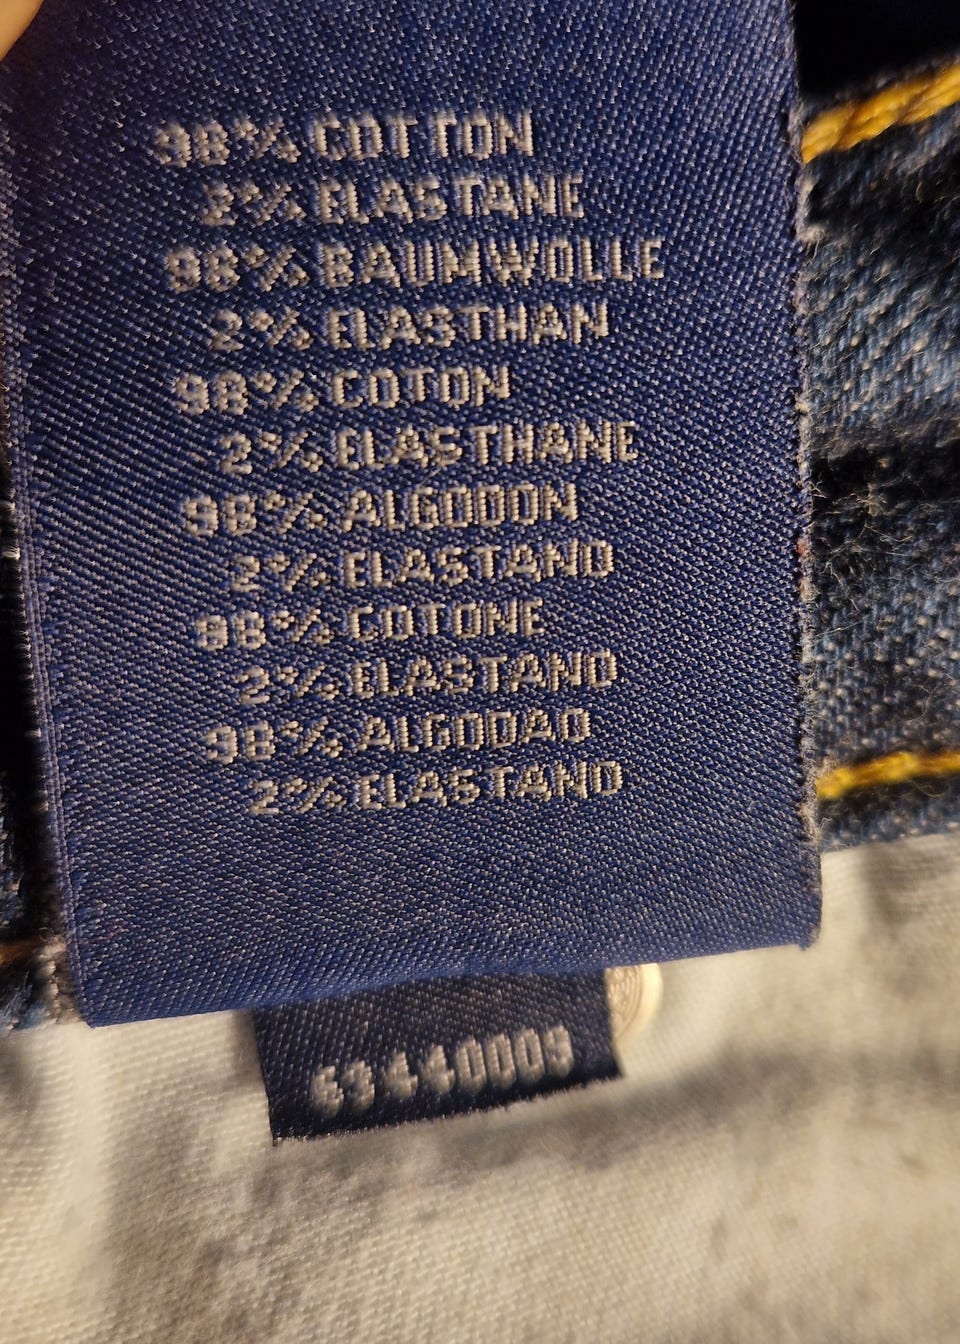 98% COTTON
2% ELASTANE
98% BAUMWOLLE
2% ELASTHAN
98% COTON
2% ELASTHANE
98% ALGODON
2% ELASTANO
98% COTONE
2% ELASTANO
98% ALGODAO
2% ELASTANO